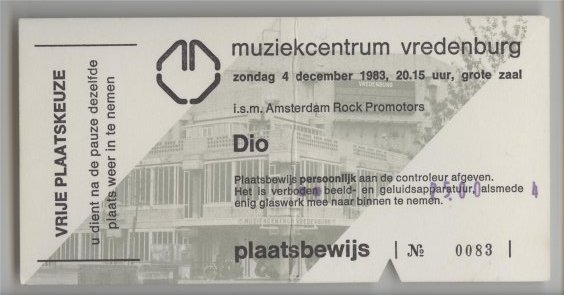 VRIJE PLAATSKEUZE
u dient na de pauze dezelfde
plaats weer in te nemen
muziekcentrum vredenburg
zondag 4 december 1983, 20.15 uur, grote zaal
i.s.m. Amsterdam Rock Promotors
Dio
Plaatsbewijs persoonlijk aan de controleur afgeven.
Het is verboden beeld- en geluidsapparatuur, alsmede
enig glaswerk mee naar binnen te nemen.
MUZIEKCENTRUM VREDENBURG
plaatsbewijs | № 0083 |